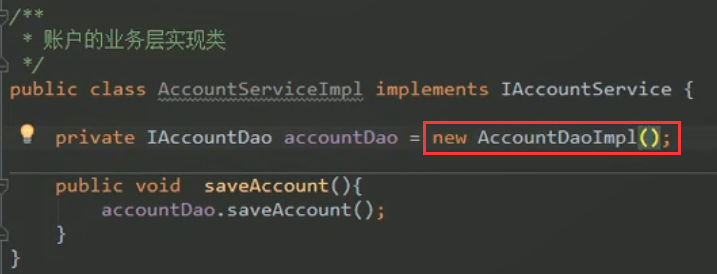 /**
* 账户的业务层实现类
*/
public class AccountServiceImpl implements IAccountService {
private IAccountDao accountDao = new AccountDaoImpl();
public void  saveAccount(){
accountDao.saveAccount();
}
}